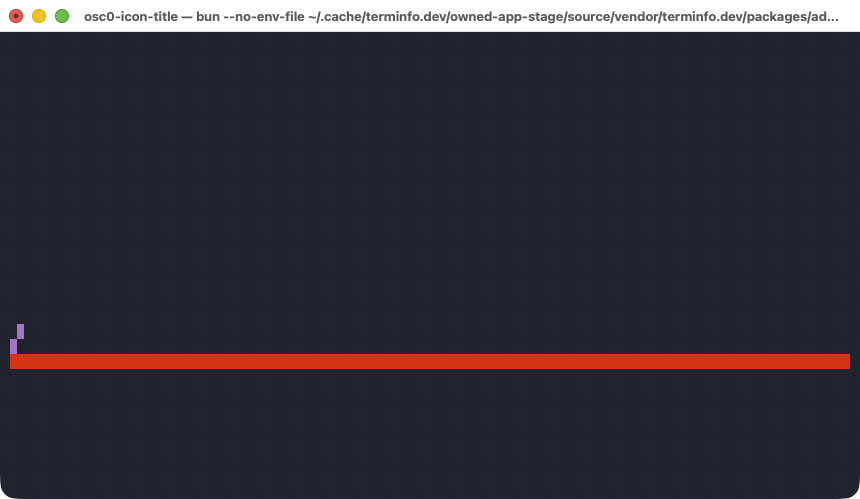 osc0-icon-title — bun --no-env-file ~/.cache/terminfo.dev/owned-app-stage/source/vendor/terminfo.dev/packages/ad...